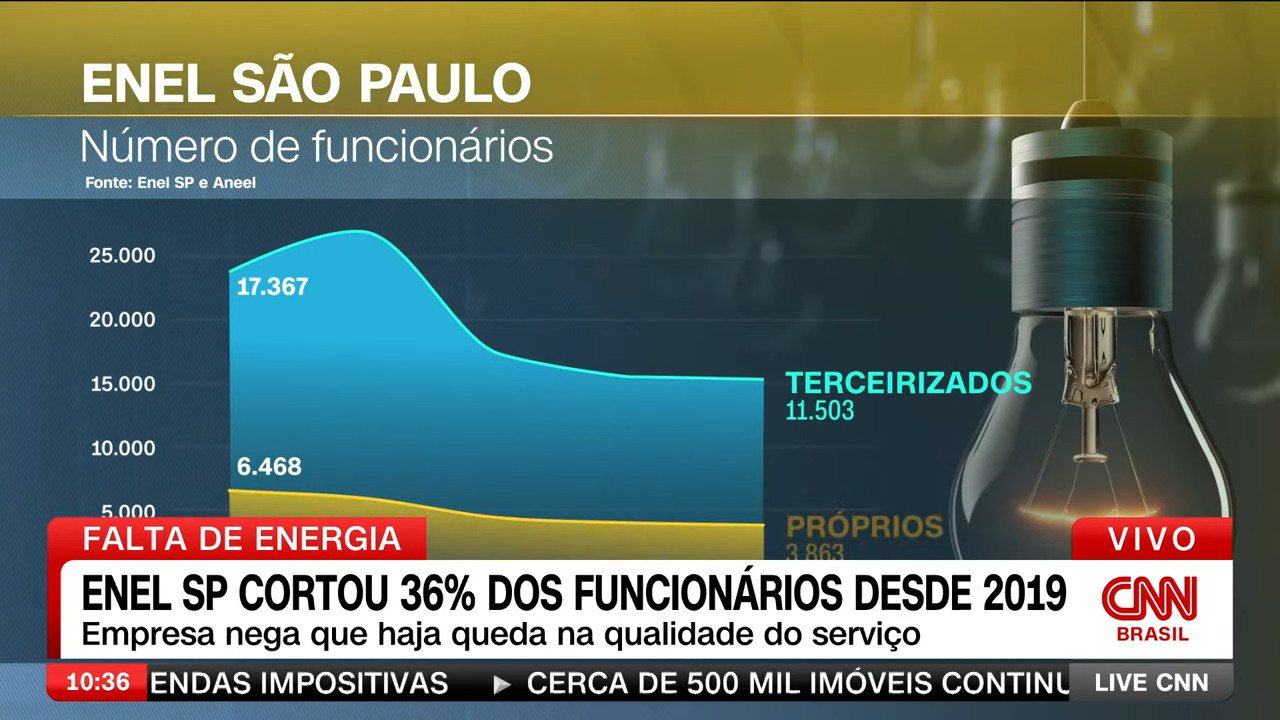 ENEL SÃO PAULO
Número de funcionários
Fonte: Enel SP e Aneel
25.000
17.367
20.000
15.000
TERCEIRIZADOS
11.503
10.000
6.468
5.000
PRÓPRIOS
3.863
FALTA DE ENERGIA
VIVO
ENEL SP CORTOU 36% DOS FUNCIONÁRIOS DESDE 2019
Empresa nega que haja queda na qualidade do serviço
CNN
BRASIL
10:36 ENDAS IMPOSITIVAS CERCA DE 500 MIL IMÓVEIS CONTINU LIVE CNN